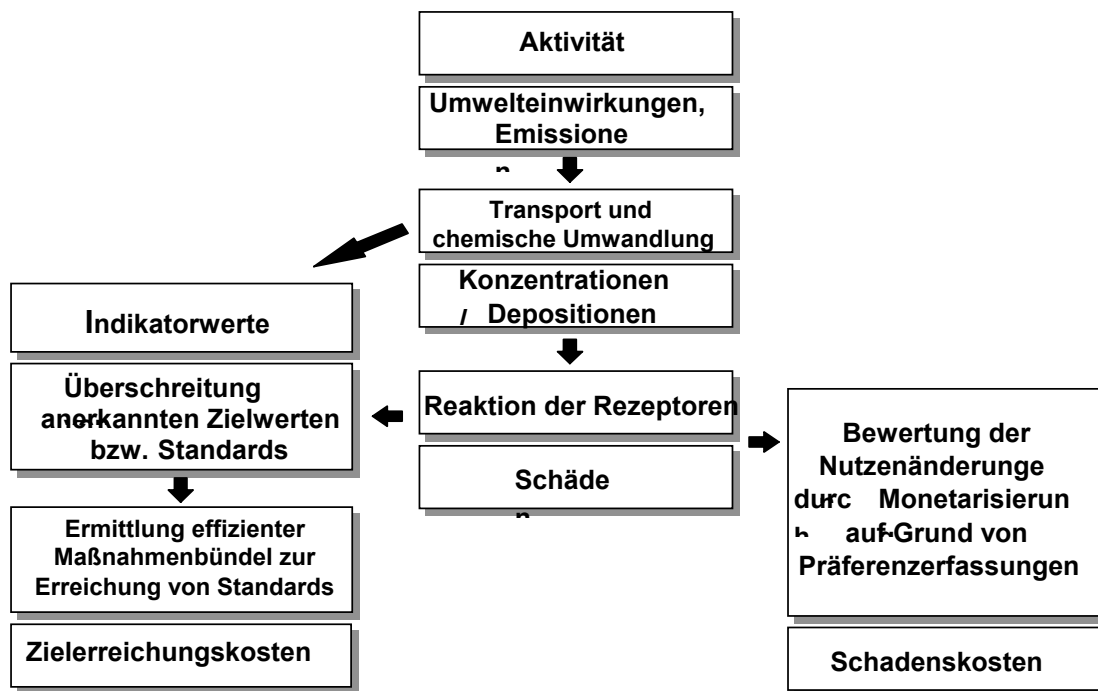 Aktivität
Umwelteinwirkungen,
Emissione
n
Transport und
chemische Umwandlung
Konzentrationen
/ Depositionen
Indikatorwerte
Überschreitung
anerkannten Zielwerten
bzw. Standards
Reaktion der Rezeptoren
Schäde
n
Ermittlung effizienter
Maßnahmenbündel zur
Erreichung von Standards
Zielerreichungskosten
Bewertung der
Nutzenänderunge
durc Monetarisierun
h auf Grund von
Präferenzerfassungen
Schadenskosten